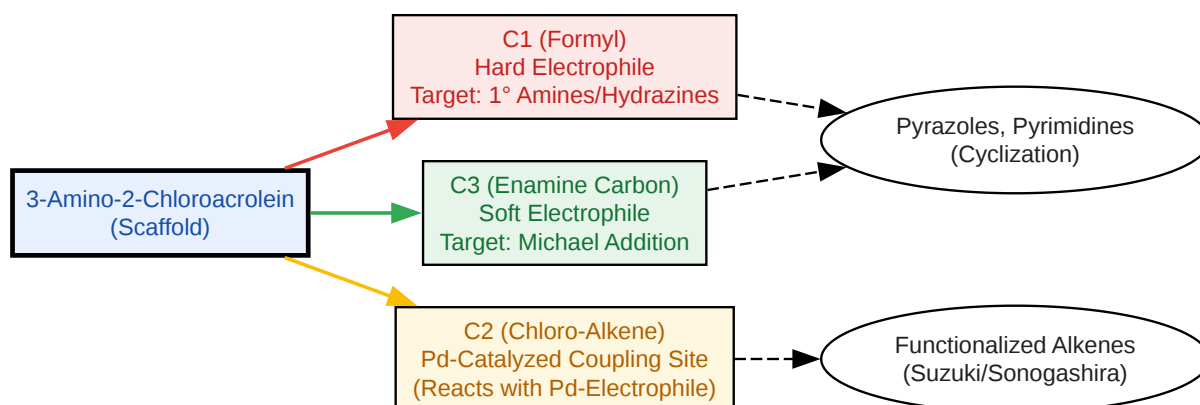 3-Amino-2-Chloroacrolein
(Scaffold)
C1 (Formyl)
Hard Electrophile
Target: 1° Amines/Hydrazines
C3 (Enamine Carbon)
Soft Electrophile
Target: Michael Addition
C2 (Chloro-Alkene)
Pd-Catalyzed Coupling Site
(Reacts with Pd-Electrophile)
Pyrazoles, Pyrimidines
(Cyclization)
Functionalized Alkenes
(Suzuki/Sonogashira)